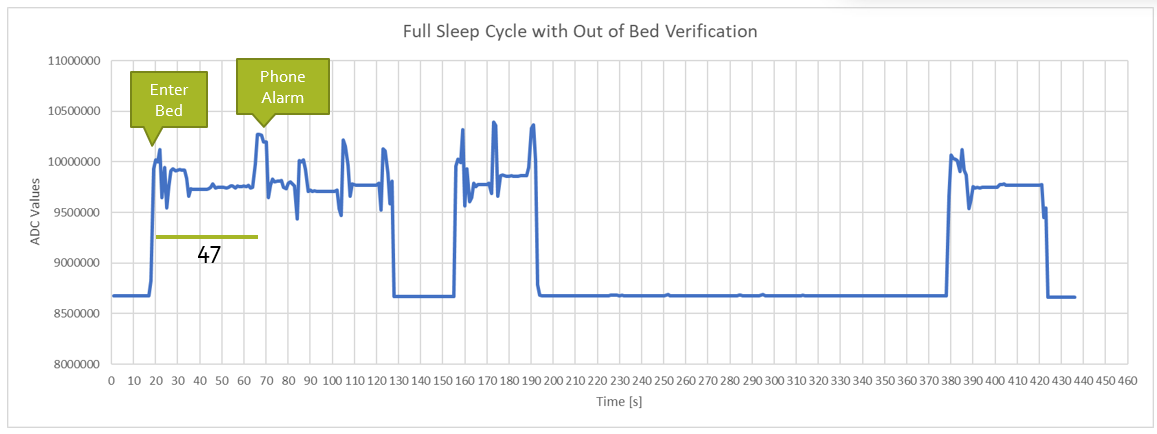 Full Sleep Cycle with Out of Bed Verification
11000000
10500000
10000000
9500000
9000000
8500000
8000000
ADC Values
Enter
Bed
Phone
Alarm
47
0 10 20 30 40 50 60 70 80 90 100 110 120 130 140 150 160 170 180 190 200 210 220 230 240 250 260 270 280 290 300 310 320 330 340 350 360 370 380 390 400 410 420 430 440 450 460
Time [s]